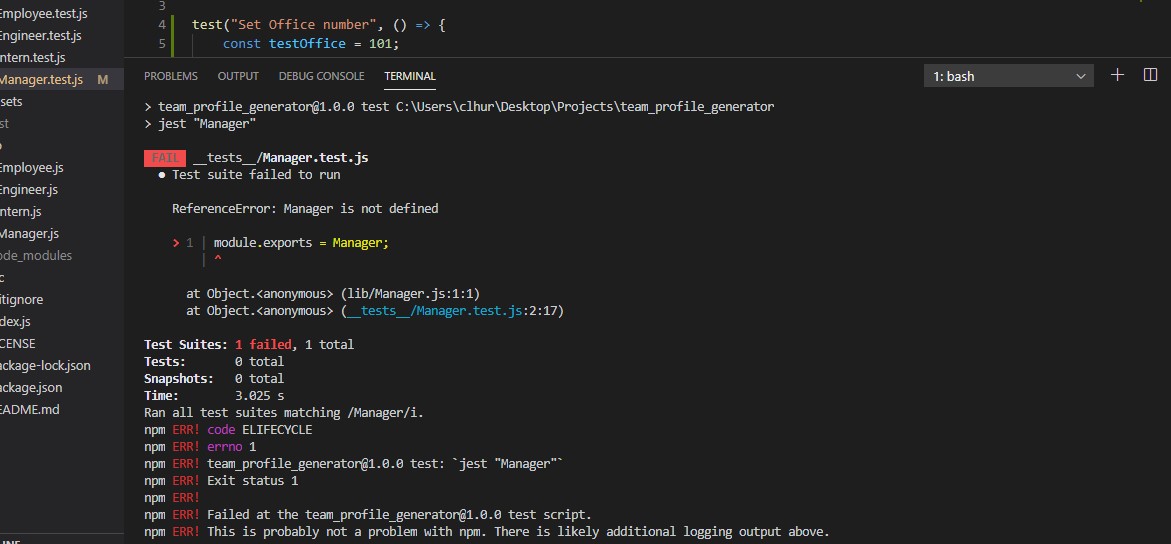 Employee.test.js
Engineer.test.js
ntern.test.js
Manager.test.js M
sets
st
Employee.js
Engineer.js
ntern.js
Manager.js
ode_modules
c
itignore
dex.js
CENSE
ackage-lock.json
ackage.json
EADME.md
3
4 test("Set Office number", () => {
5 const testOffice = 101;
PROBLEMS OUTPUT DEBUG CONSOLE TERMINAL 1: bash
> team_profile_generator@1.0.0 test C:\Users\clhur\Desktop\Projects\team_profile_generator
> jest "Manager"
FAIL __tests__/Manager.test.js
● Test suite failed to run
ReferenceError: Manager is not defined
> 1 | module.exports = Manager;
| ^
at Object.<anonymous> (lib/Manager.js:1:1)
at Object.<anonymous> (__tests__/Manager.test.js:2:17)
Test Suites: 1 failed, 1 total
Tests: 0 total
Snapshots: 0 total
Time: 3.025 s
Ran all test suites matching /Manager/i.
npm ERR! code ELIFECYCLE
npm ERR! errno 1
npm ERR! team_profile_generator@1.0.0 test: `jest "Manager"`
npm ERR! Exit status 1
npm ERR!
npm ERR! Failed at the team_profile_generator@1.0.0 test script.
npm ERR! This is probably not a problem with npm. There is likely additional logging output above.